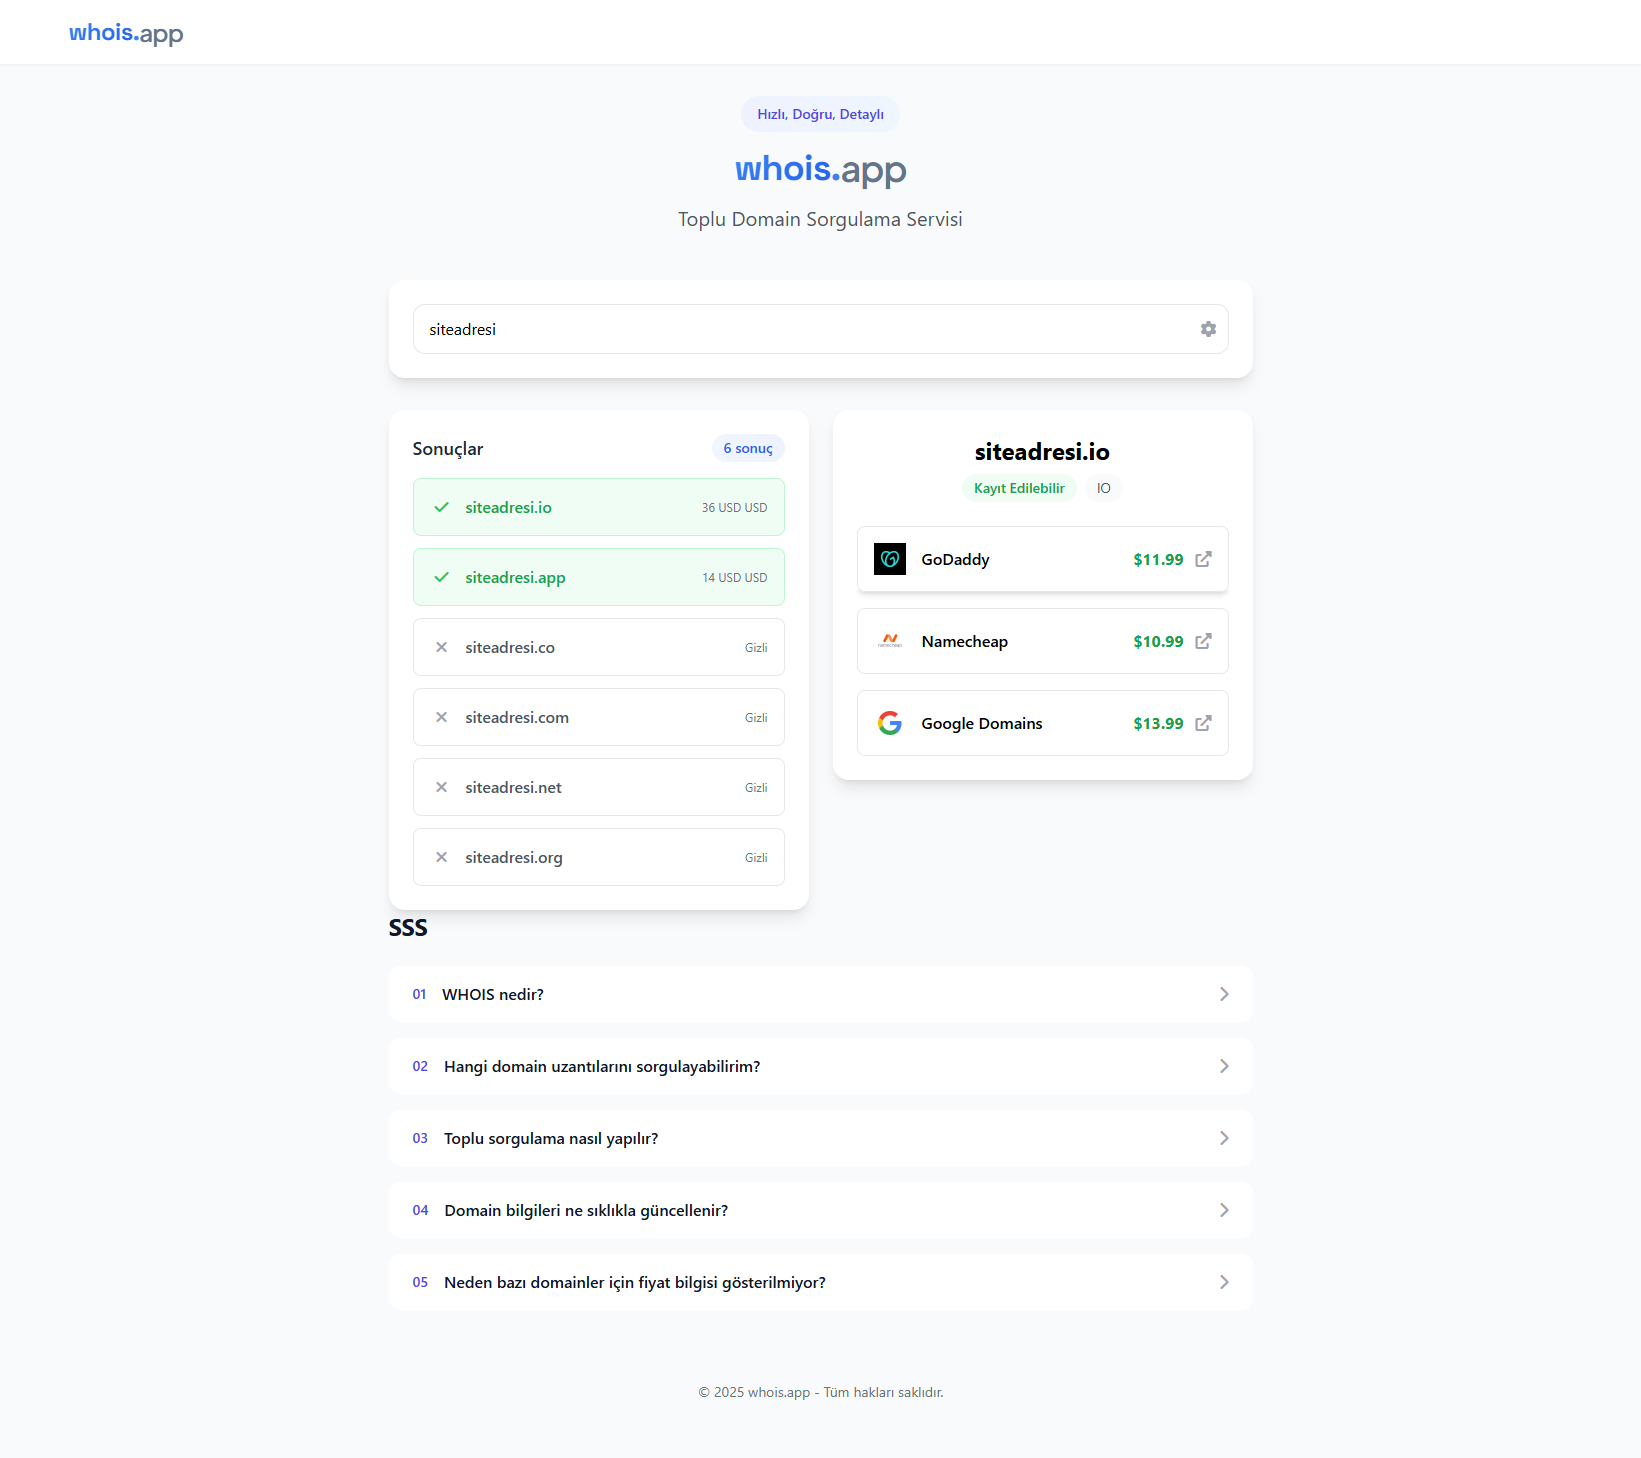 whois.app
Hızlı, Doğru, Detaylı
whois.app
Toplu Domain Sorgulama Servisi
siteadresi
Sonuçlar
6 sonuç
siteadresi.io
36 USD USD
siteadresi.app
14 USD USD
siteadresi.co
Gizli
siteadresi.com
Gizli
siteadresi.net
Gizli
siteadresi.org
Gizli
siteadresi.io
Kayıt Edilebilir
IO
GoDaddy
$11.99
namecheap
Namecheap
$10.99
Google Domains
$13.99
SSS
01 WHOIS nedir?
02 Hangi domain uzantılarını sorgulayabilirim?
03 Toplu sorgulama nasıl yapılır?
04 Domain bilgileri ne sıklıkla güncellenir?
05 Neden bazı domainler için fiyat bilgisi gösterilmiyor?
© 2025 whois.app - Tüm hakları saklıdır.